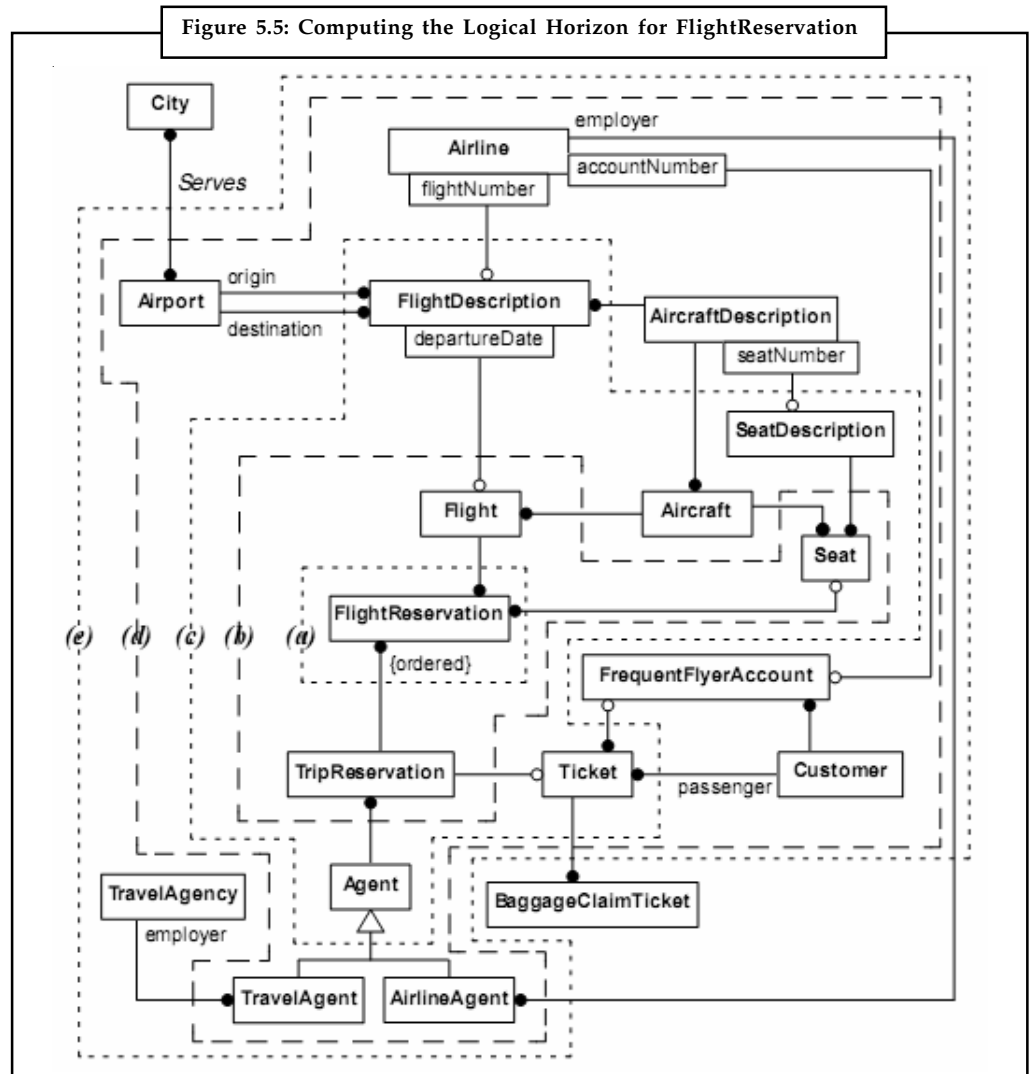 Figure 5.5: Computing the Logical Horizon for FlightReservation
City
employer
Airline
accountNumber
flightNumber
Serves
origin
Airport
FlightDescription
AircraftDescription
destination
departureDate
seatNumber
SeatDescription
Flight
Aircraft
Seat
FlightReservation
(e)
(d)
(c)
(b)
(a)
{ordered}
FrequentFlyerAccount
TripReservation
Ticket
Customer
passenger
Agent
TravelAgency
BaggageClaimTicket
employer
TravelAgent
AirlineAgent